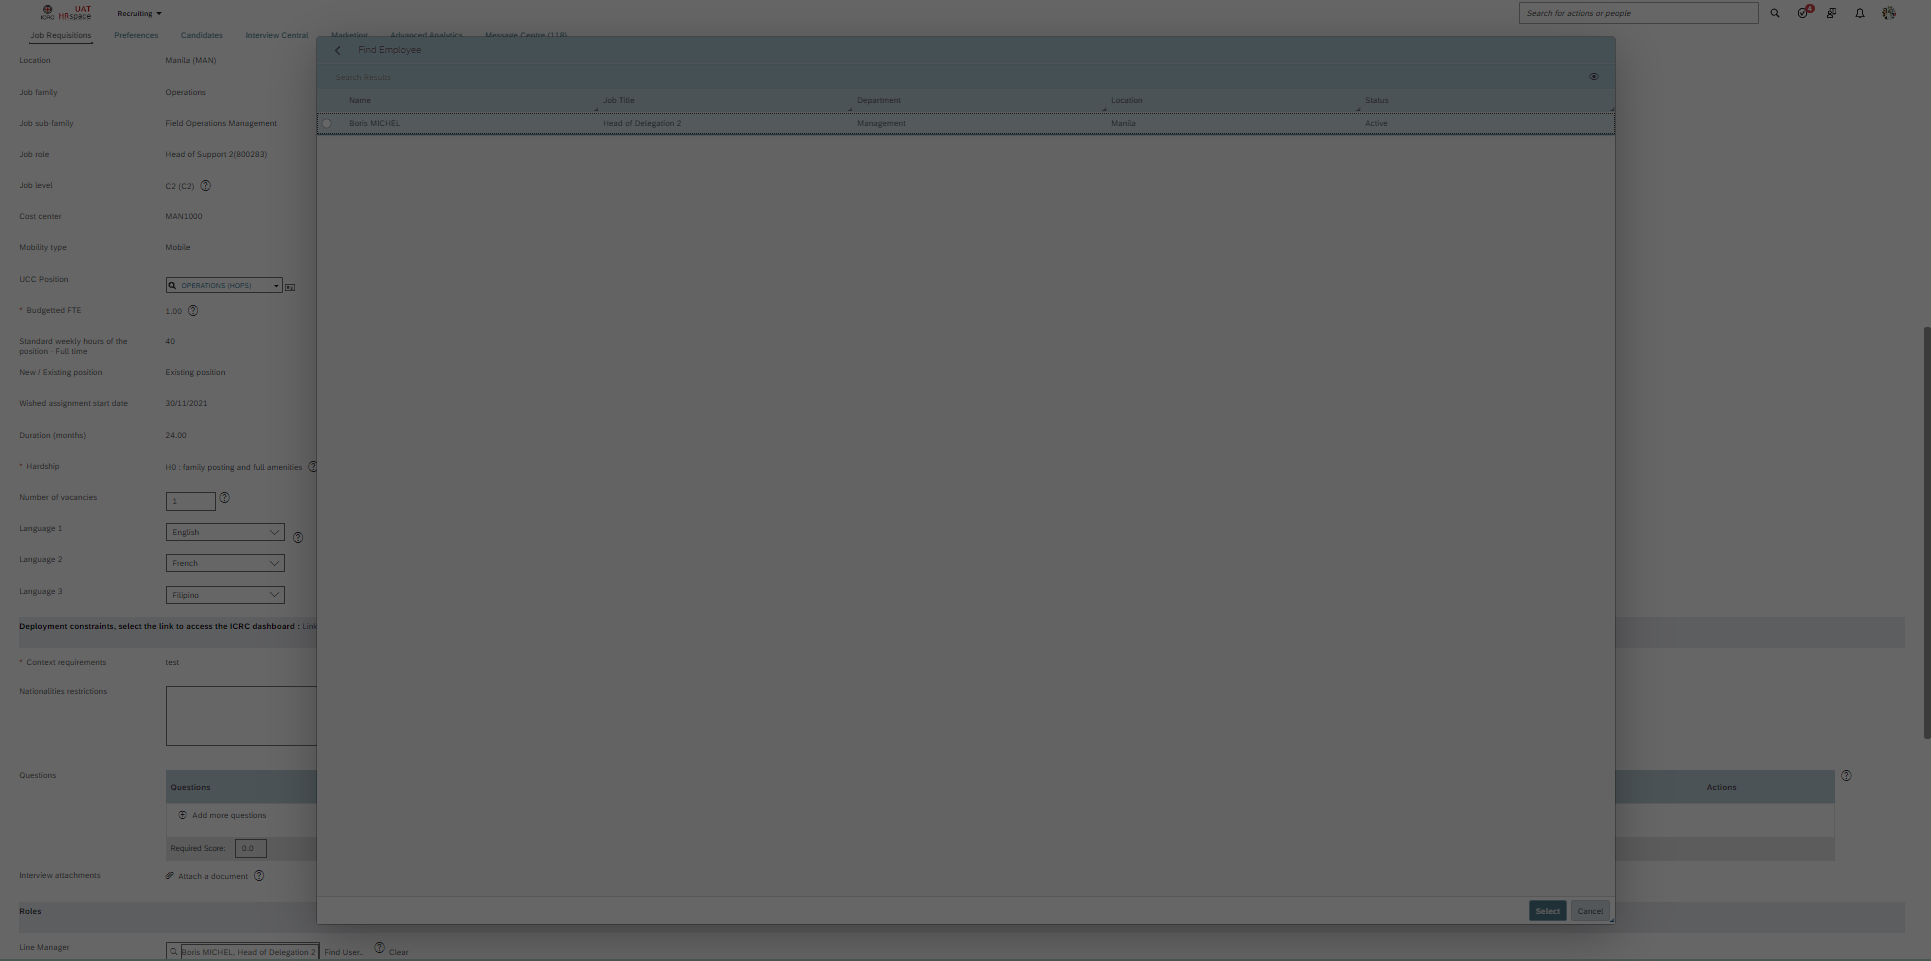 ICRC
UAT
HRspace
Recruiting
Search for actions or people
4
Job Requisitions
Preferences
Candidates
Interview Central
Marketing
Advanced Analytics
Message Centre (118)
Find Employee
Search Results
Name
Job Title
Department
Location
Status
Boris MICHEL
Head of Delegation 2
Management
Manila
Active
Location
Manila (MAN)
Job family
Operations
Job sub-family
Field Operations Management
Job role
Head of Support 2(800283)
Job level
C2 (C2)
Cost center
MAN1000
Mobility type
Mobile
UCC Position
OPERATIONS (HOPS)
* Budgetted FTE
1.00
Standard weekly hours of the
position - Full time
40
New / Existing position
Existing position
Wished assignment start date
30/11/2021
Duration (months)
24.00
* Hardship
H0 : family posting and full amenities
Number of vacancies
1
Language 1
English
Language 2
French
Language 3
Filipino
Deployment constraints, select the link to access the ICRC dashboard : Link
* Context requirements
test
Nationalities restrictions
Questions
Questions
Actions
Add more questions
Required Score:
0.0
Interview attachments
Attach a document
Roles
Select
Cancel
Line Manager
Boris MICHEL, Head of Delegation 2
Find User...
Clear